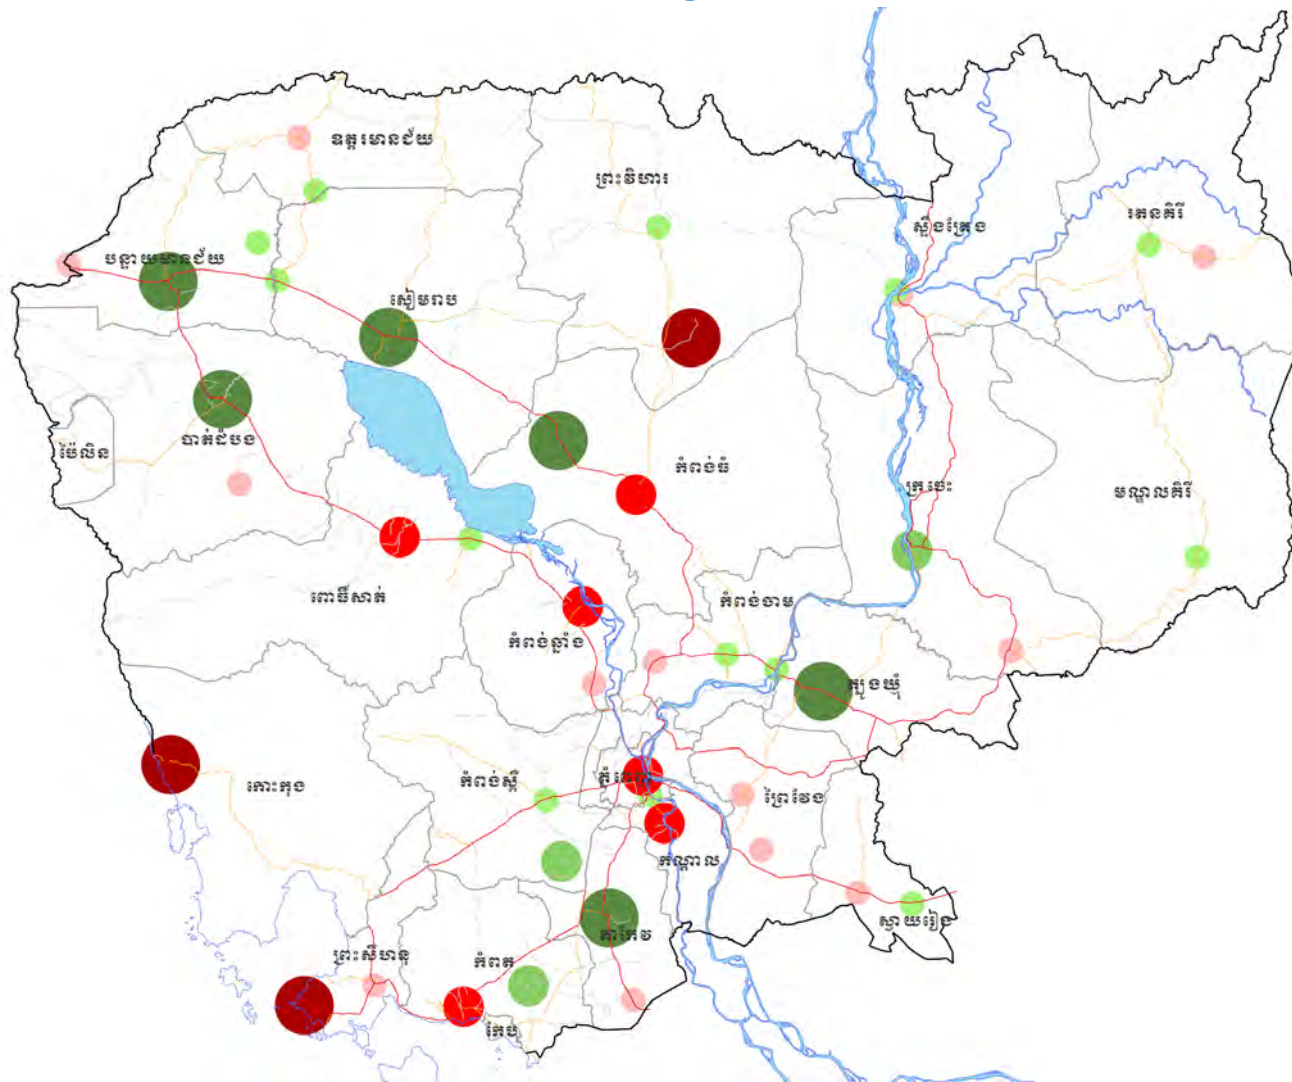 ឧត្តរមានជ័យ
ព្រះវិហារ
រតនគិរី
ស្ទឹងត្រែង
បន្ទាយមានជ័យ
សៀមរាប
បាត់ដំបង
ប៉ៃលិន
កំពង់ធំ
ក្រចេះ
មណ្ឌលគិរី
ពោធិ៍សាត់
កំពង់ចាម
កំពង់ឆ្នាំង
ត្បូងឃ្មុំ
កោះកុង
កំពង់ស្ពឺ
ភ្នំពេញ
ព្រៃវែង
កណ្តាល
ស្វាយរៀង
តាកែវ
ព្រះសីហនុ
កំពត
កែប